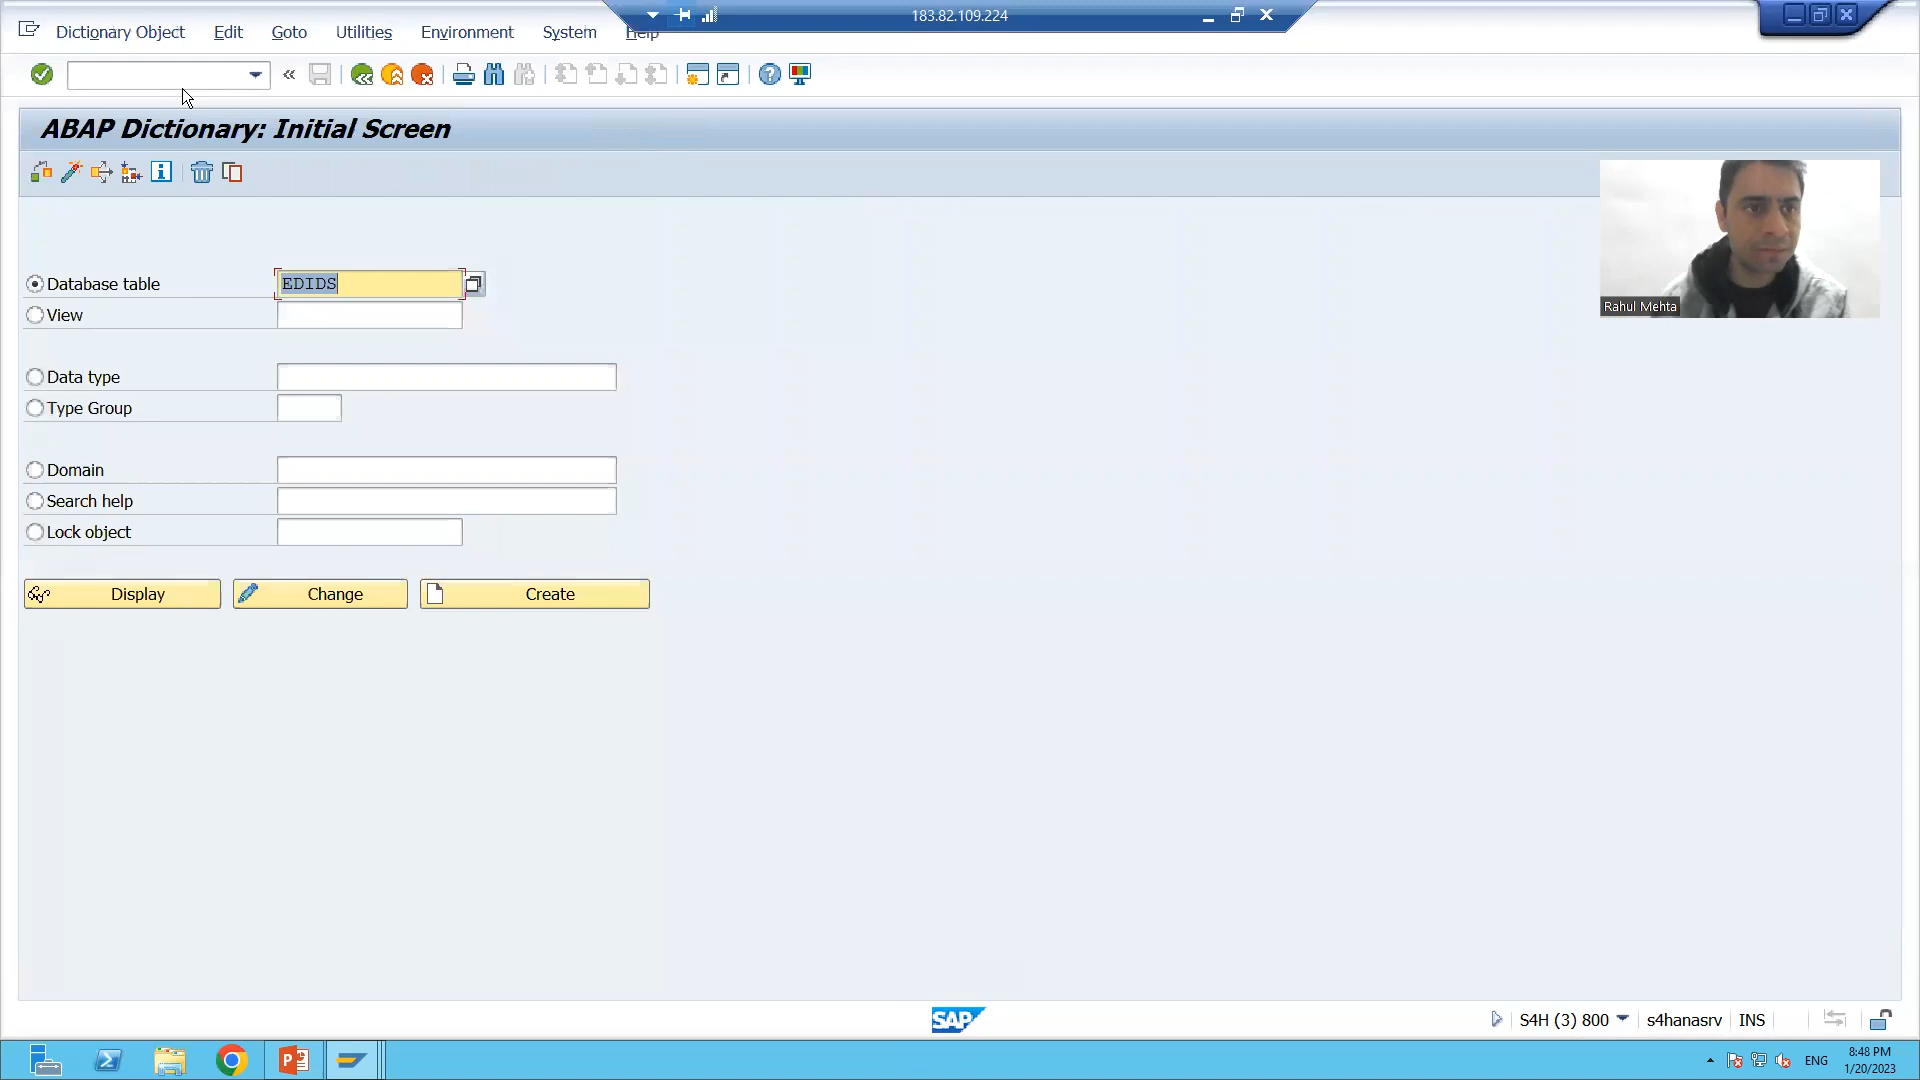 183.82.109.224
Dictionary Object Edit Goto Utilities Environment System Help
ABAP Dictionary: Initial Screen
Database table EDIDS
View
Data type
Type Group
Domain
Search help
Lock object
Display Change Create
Rahul Mehta
SAP
S4H (3) 800 s4hanasrv INS
ENG
8:48 PM
1/20/2023